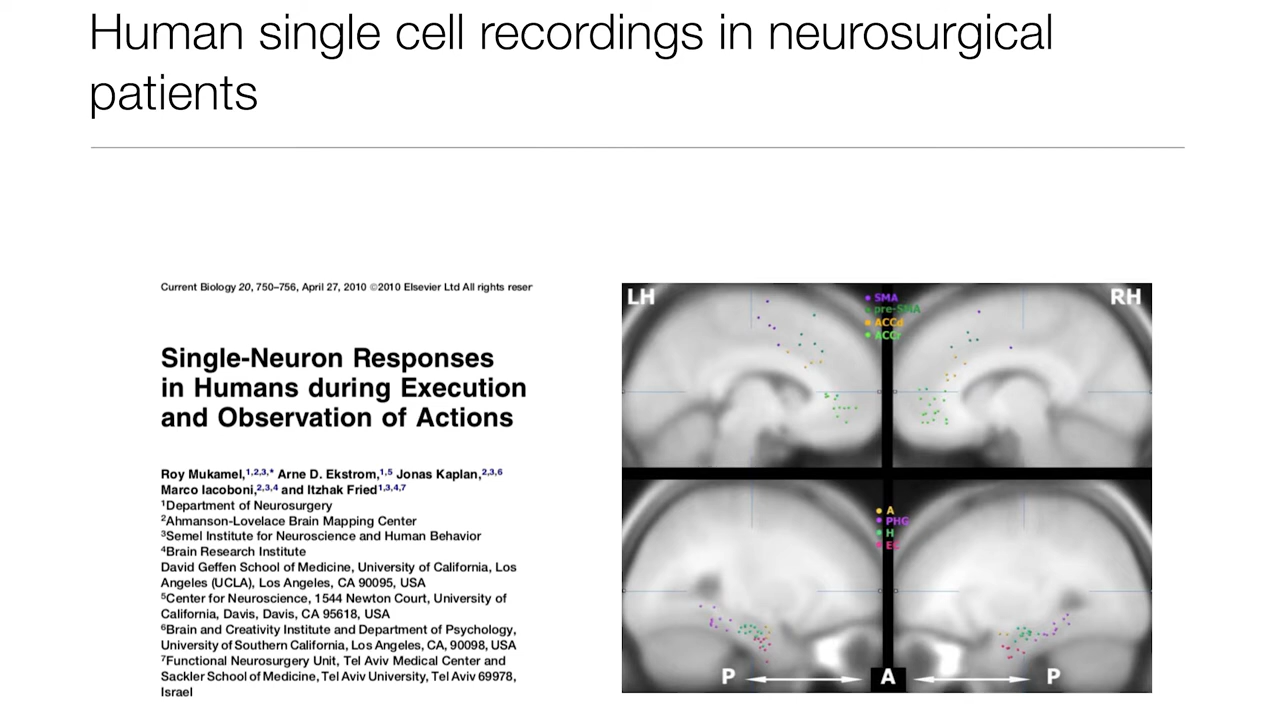 Human single cell recordings in neurosurgical
patients
Current Biology 20, 750–756, April 27, 2010 ©2010 Elsevier Ltd All rights reser
Single-Neuron Responses
in Humans during Execution
and Observation of Actions
Roy Mukamel,1,2,3,* Arne D. Ekstrom,1,5 Jonas Kaplan,2,3,6
Marco Iacoboni,2,3,4 and Itzhak Fried1,3,4,7
1Department of Neurosurgery
2Ahmanson-Lovelace Brain Mapping Center
3Semel Institute for Neuroscience and Human Behavior
4Brain Research Institute
David Geffen School of Medicine, University of California, Los
Angeles (UCLA), Los Angeles, CA 90095, USA
5Center for Neuroscience, 1544 Newton Court, University of
California, Davis, Davis, CA 95618, USA
6Brain and Creativity Institute and Department of Psychology,
University of Southern California, Los Angeles, CA, 90098, USA
7Functional Neurosurgery Unit, Tel Aviv Medical Center and
Sackler School of Medicine, Tel Aviv University, Tel Aviv 69978,
Israel
LH
RH
SMA
pre-SMA
ACCd
ACCr
A
PHG
H
EC
P
A
P